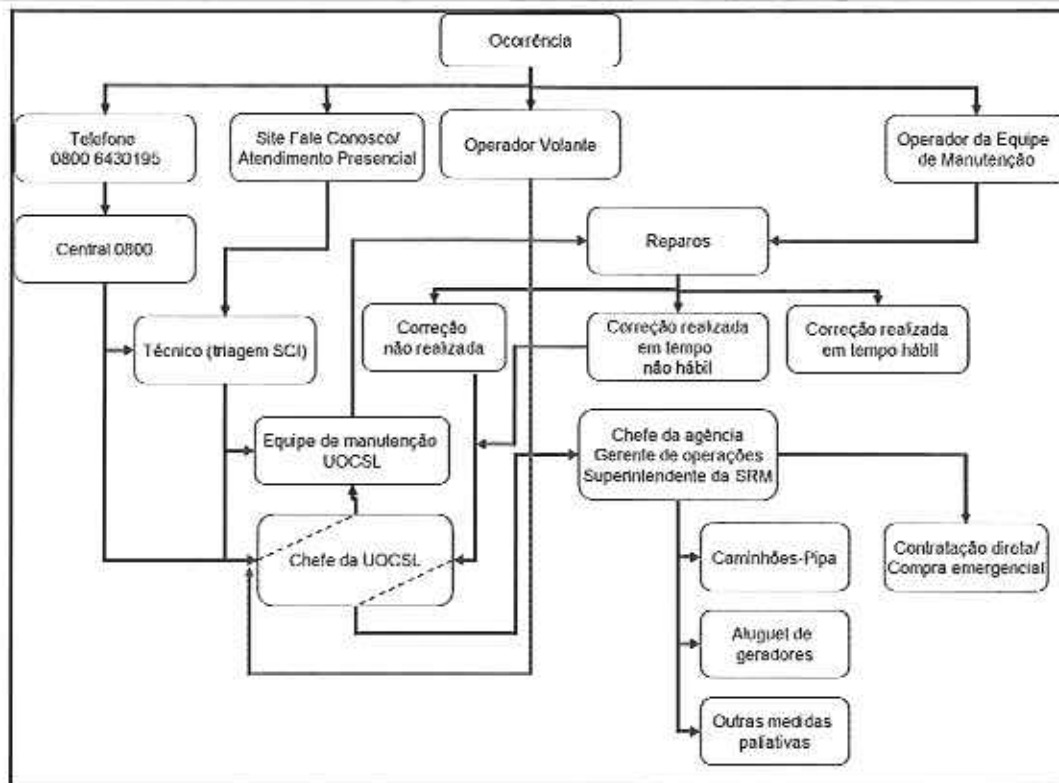 Ocorrência
Telefone
0800 6430195
Site Fale Conosco/
Atendimento Presencial
Operador Volante
Operador da Equipe
de Manutenção
Central 0800
Reparos
Técnico (triagem SCI)
Correção
não realizada
Correção realizada
em tempo
não hábil
Correção realizada
em tempo hábil
Equipe de manutenção
UOCSL
Chefe da agência
Gerente de operações
Superintendente da SRM
Chefe da UOCSL
Caminhões-Pipa
Contratação direta/
Compra emergencial
Aluguel de
geradores
Outras medidas
paliativas